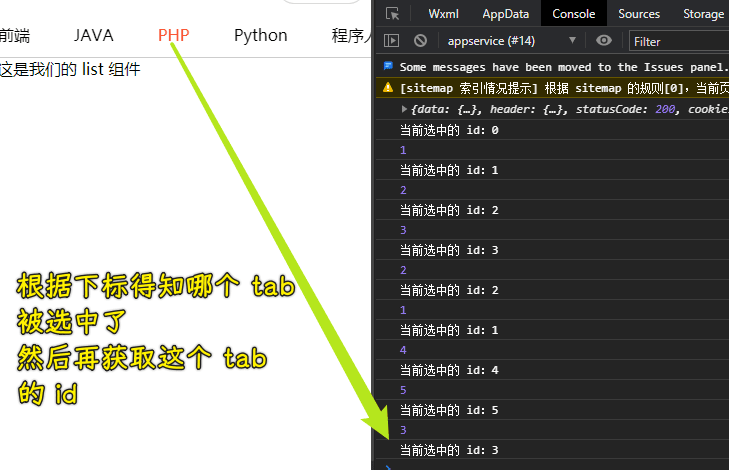 前端 JAVA PHP Python 程序人
这是我们的 list 组件
根据下标得知哪个 tab
被选中了
然后再获取这个 tab
的 id
Wxml AppData Console Sources Storage
appservice (#14) Filter
Some messages have been moved to the Issues panel.
[sitemap 索引情况提示] 根据 sitemap 的规则[0]，当前页
{data: {…}, header: {…}, statusCode: 200, cookie
当前选中的 id: 0
1
当前选中的 id: 1
2
当前选中的 id: 2
3
当前选中的 id: 3
2
当前选中的 id: 2
1
当前选中的 id: 1
4
当前选中的 id: 4
5
当前选中的 id: 5
3
当前选中的 id: 3